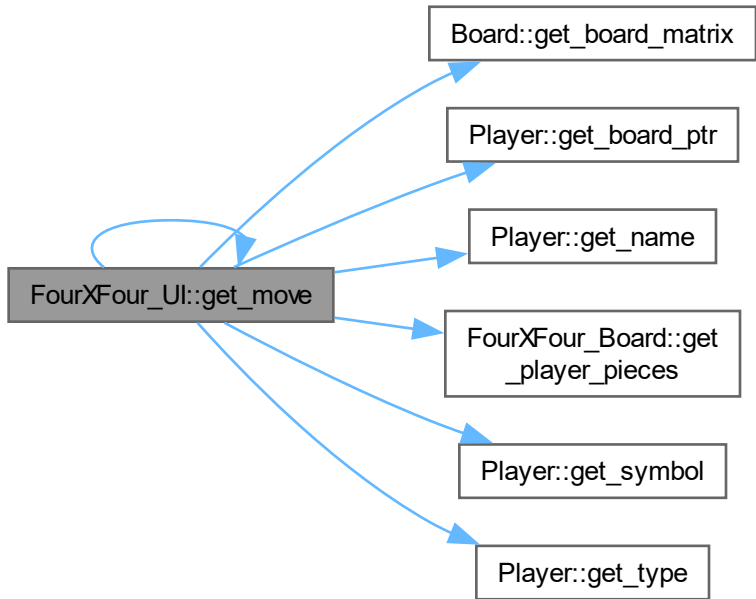 Board::get_board_matrix
Player::get_board_ptr
Player::get_name
FourXFour_UI::get_move
FourXFour_Board::get
_player_pieces
Player::get_symbol
Player::get_type